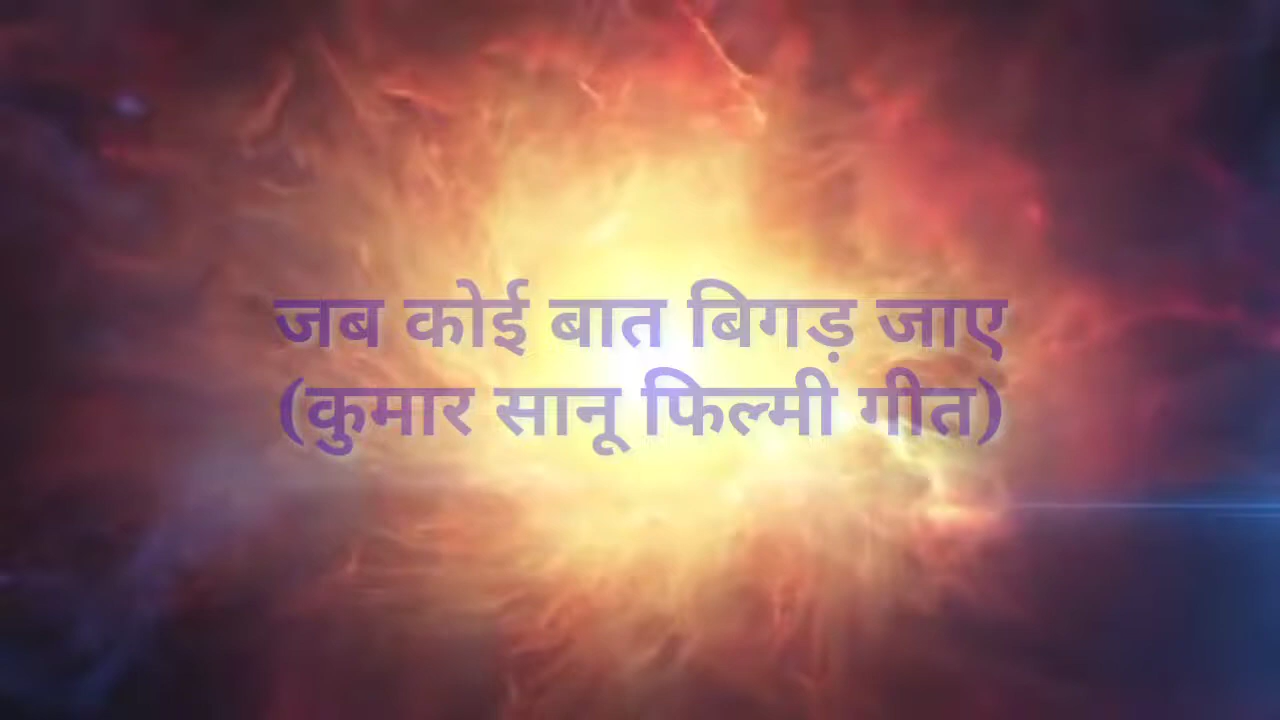 जब कोई बात बिगड़ जाए
(कुमार सानू फिल्मी गीत)